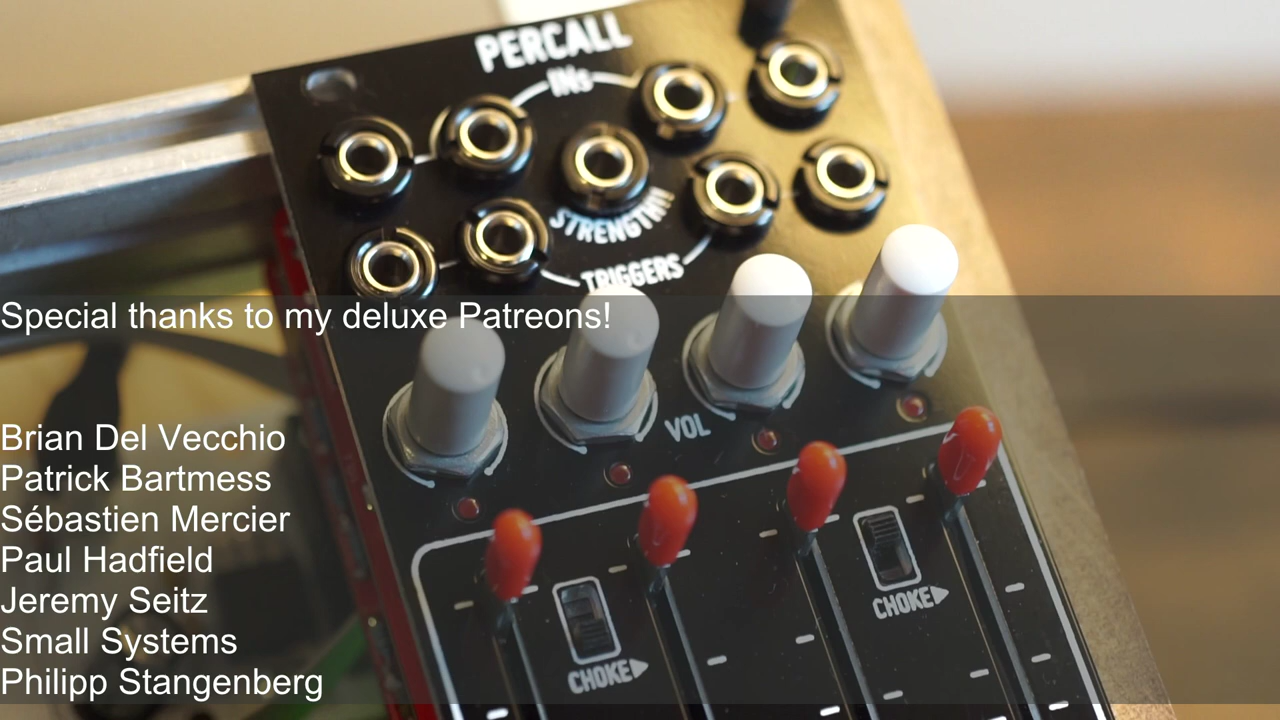 PERCALL
INs
STRENGTH!!
TRIGGERS
Special thanks to my deluxe Patreons!
VOL
Brian Del Vecchio
Patrick Bartmess
Sébastien Mercier
Paul Hadfield
Jeremy Seitz
Small Systems
Philipp Stangenberg
CHOKE
CHOKE